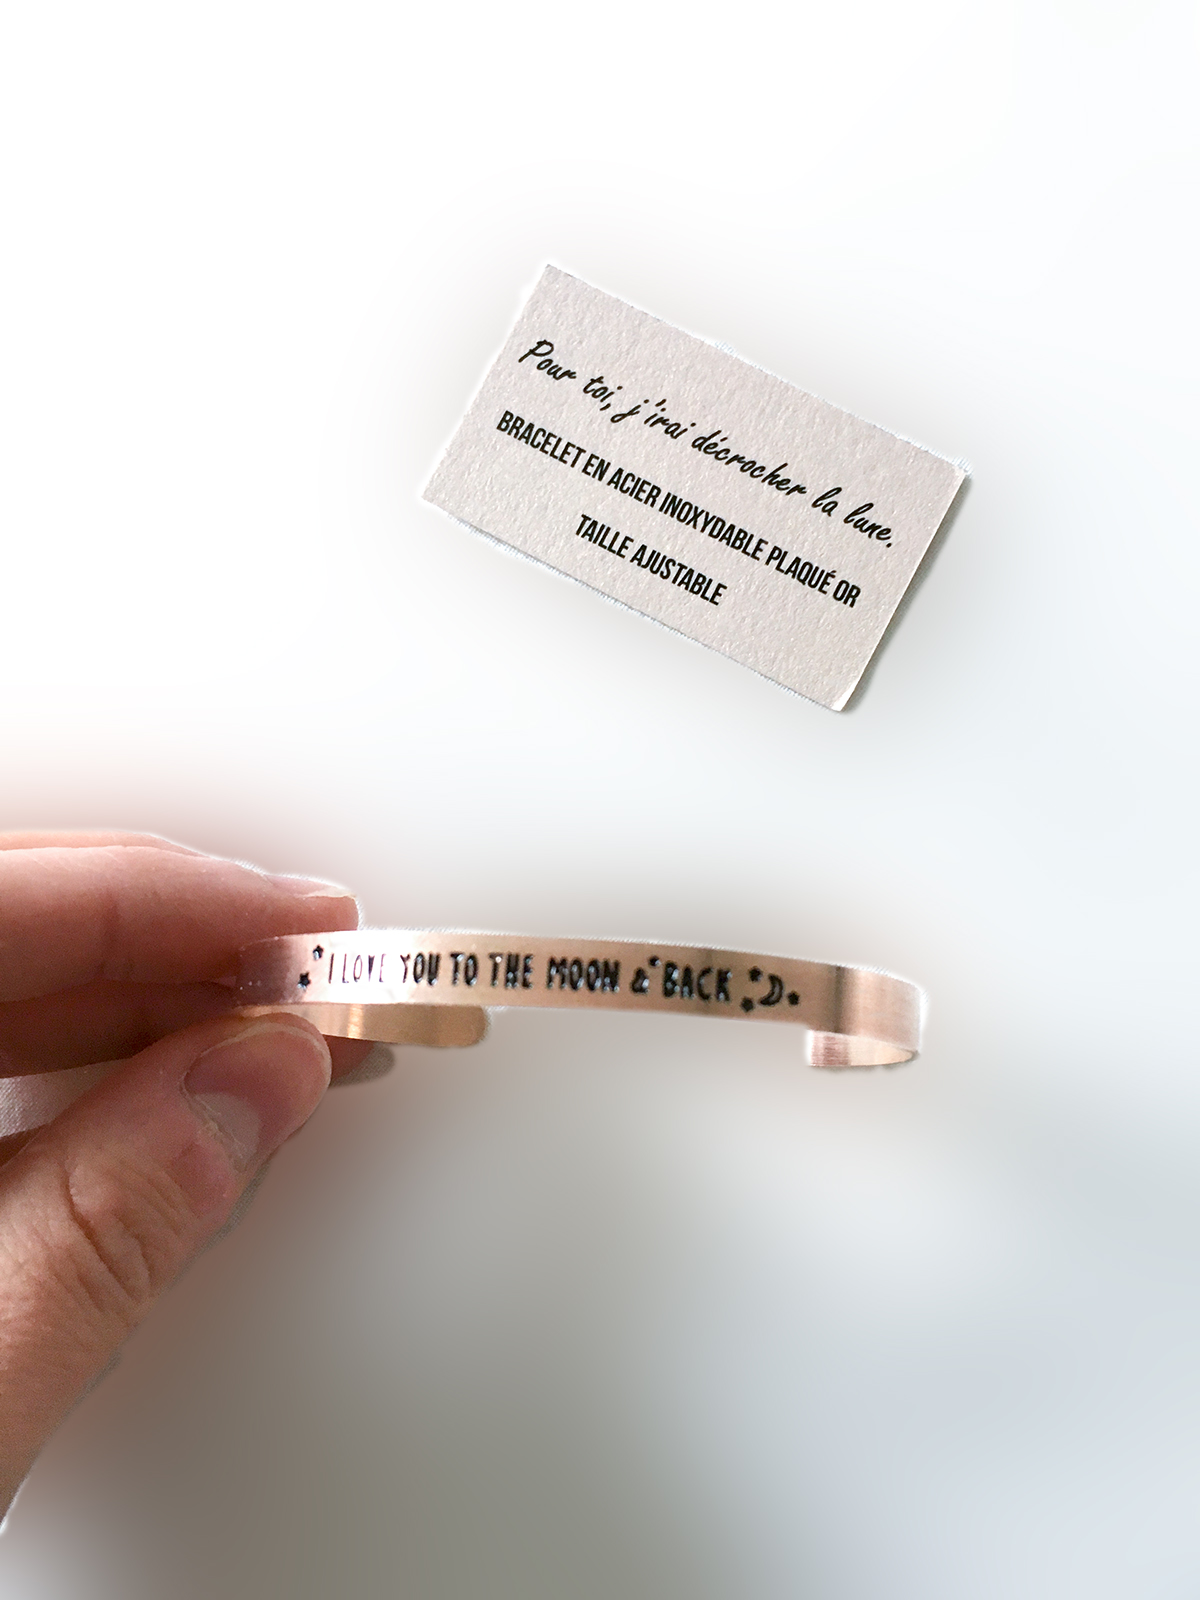 Pour toi, j'irai décrocher la lune.
BRACELET EN ACIER INOXYDABLE PLAQUÉ OR
TAILLE AJUSTABLE
I LOVE YOU TO THE MOON & BACK